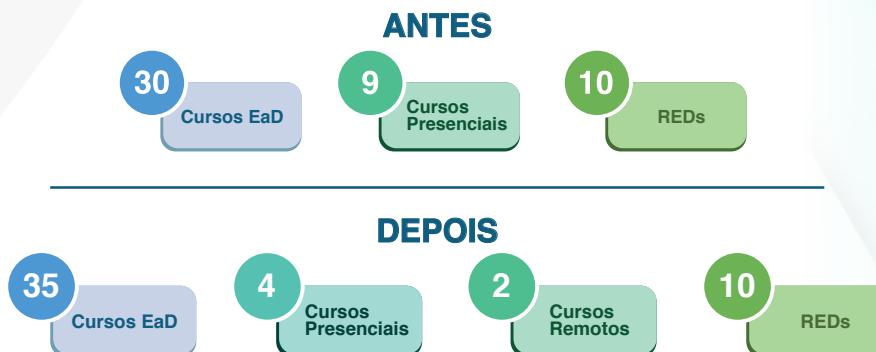 ANTES
30
Cursos EaD
9
Cursos
Presenciais
10
REDs
DEPOIS
35
Cursos EaD
4
Cursos
Presenciais
2
Cursos
Remotos
10
REDs